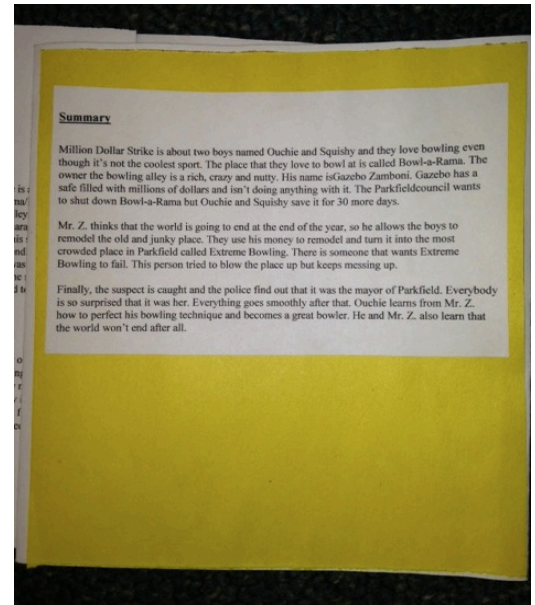 Summary
Million Dollar Strike is about two boys named Ouchie and Squishy and they love bowling even
though it's not the coolest sport. The place that they love to bowl at is called Bowl-a-Rama. The
owner the bowling alley is a rich, crazy and nutty. His name isGazebo Zamboni. Gazebo has a
safe filled with millions of dollars and isn't doing anything with it. The Parkfieldcouncil wants
to shut down Bowl-a-Rama but Ouchie and Squishy save it for 30 more days.
Mr. Z. thinks that the world is going to end at the end of the year, so he allows the boys to
remodel the old and junky place. They use his money to remodel and turn it into the most
crowded place in Parkfield called Extreme Bowling. There is someone that wants Extreme
Bowling to fail. This person tried to blow the place up but keeps messing up.
Finally, the suspect is caught and the police find out that it was the mayor of Parkfield. Everybody
is so surprised that it was her. Everything goes smoothly after that. Ouchie learns from Mr. Z.
how to perfect his bowling technique and becomes a great bowler. He and Mr. Z. also learn that
the world won't end after all.